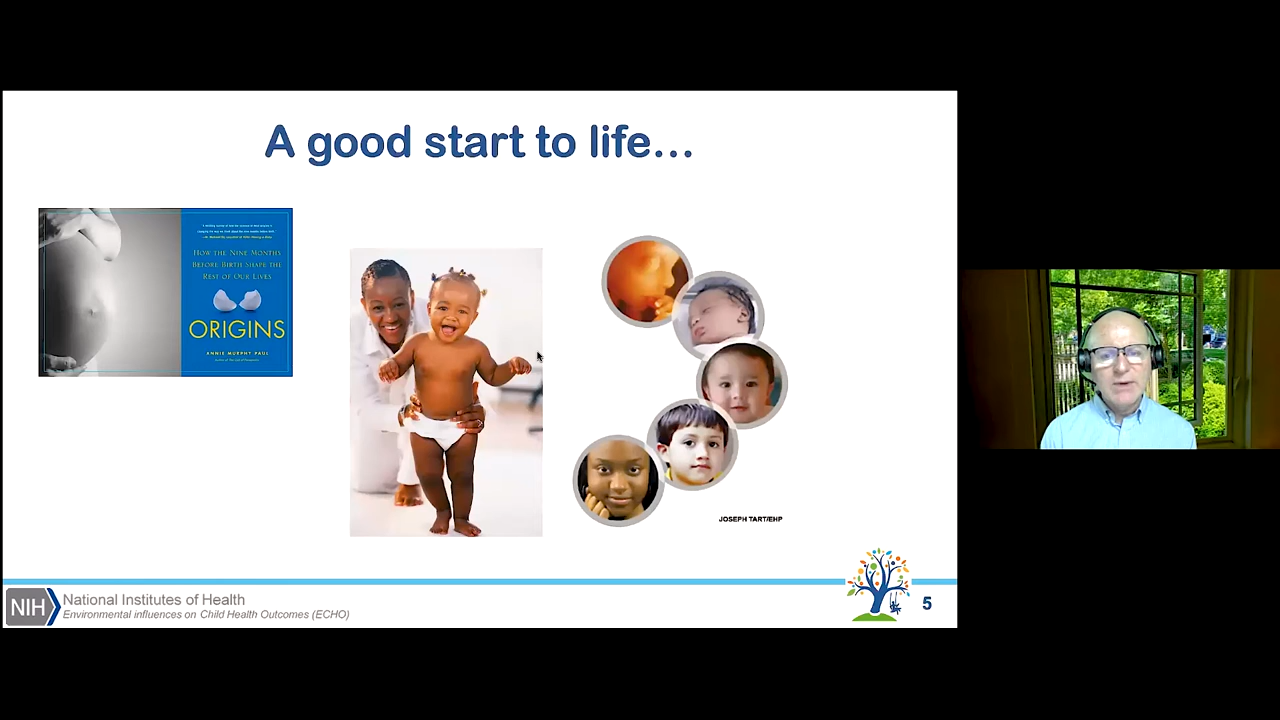 A good start to life...
HOW THE NINE MONTHS
BEFORE BIRTH SHAPE THE
REST OF OUR LIVES
ORIGINS
ANNIE MURPHY PAUL
JOSEPH TART/EHP
NIH
National Institutes of Health
Environmental influences on Child Health Outcomes (ECHO)
5